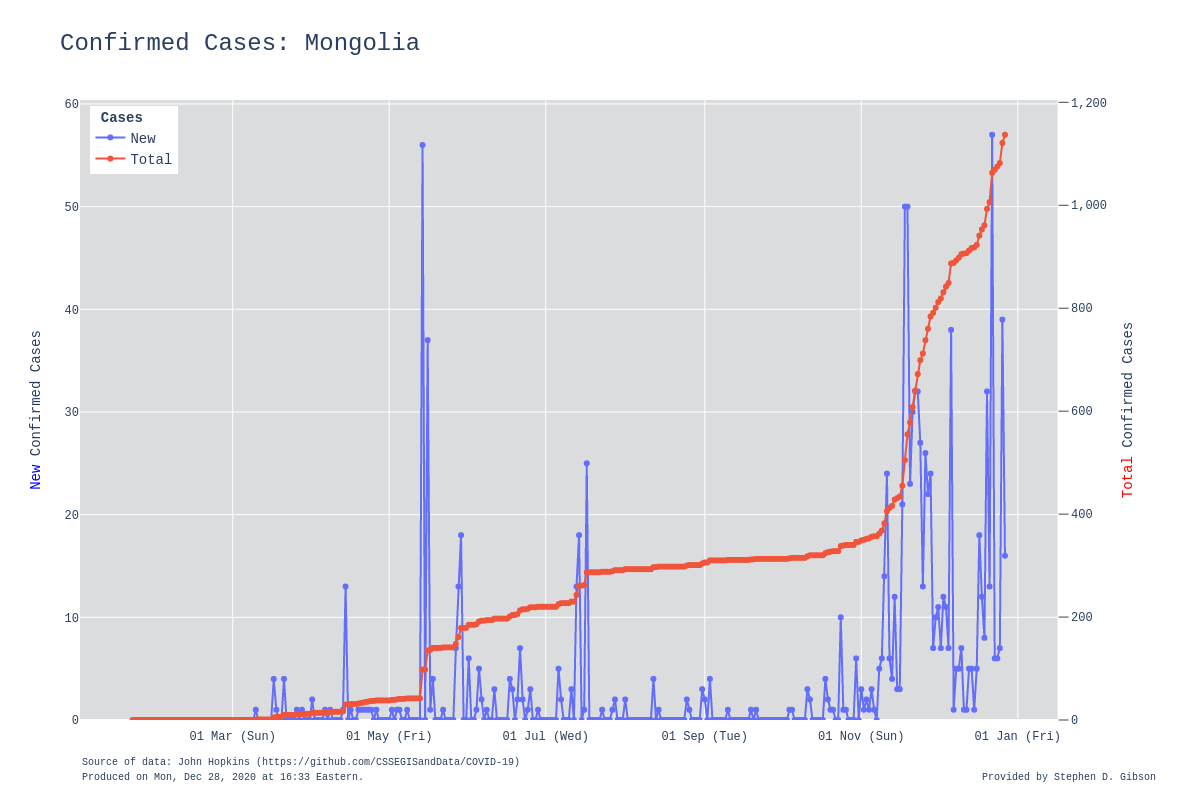 Confirmed Cases: Mongolia
Cases
New
Total
60
50
40
30
20
10
0
1,200
1,000
800
600
400
200
0
New Confirmed Cases
Total Confirmed Cases
01 Mar (Sun)
01 May (Fri)
01 Jul (Wed)
01 Sep (Tue)
01 Nov (Sun)
01 Jan (Fri)
Source of data: John Hopkins (https://github.com/CSSEGISandData/COVID-19)
Produced on Mon, Dec 28, 2020 at 16:33 Eastern.
Provided by Stephen D. Gibson